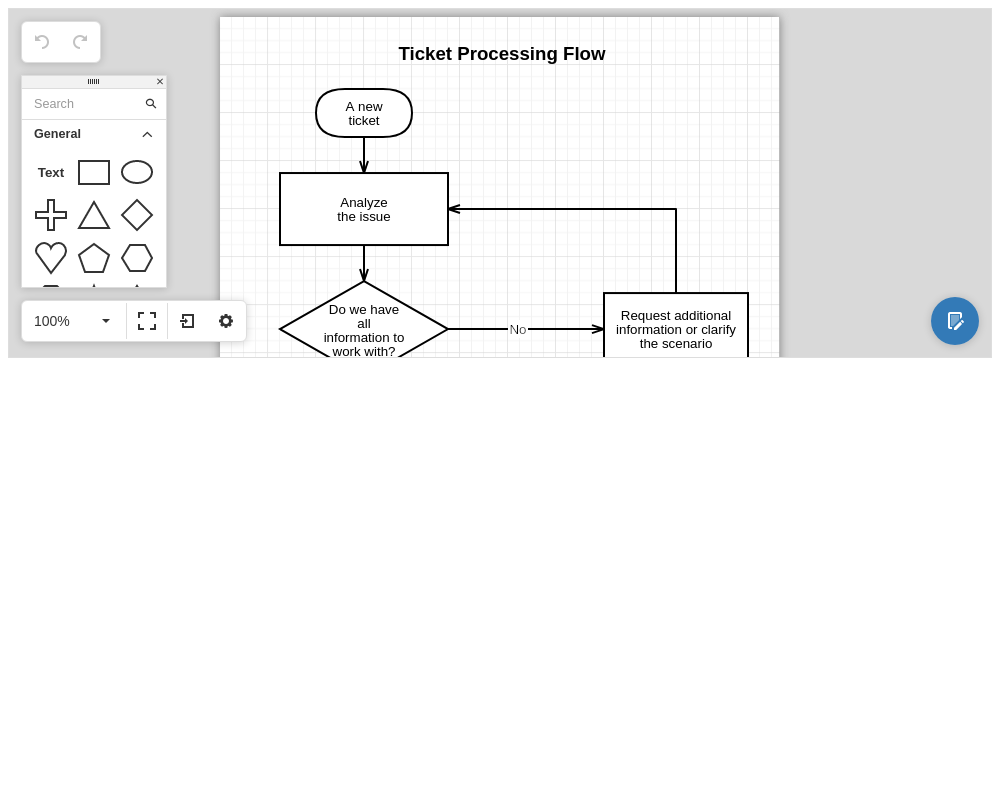 Ticket Processing Flow
A new
ticket
Search
General
Text
Analyze
the issue
Do we have
all
information to
work with?
No
Request additional
information or clarify
the scenario
100%